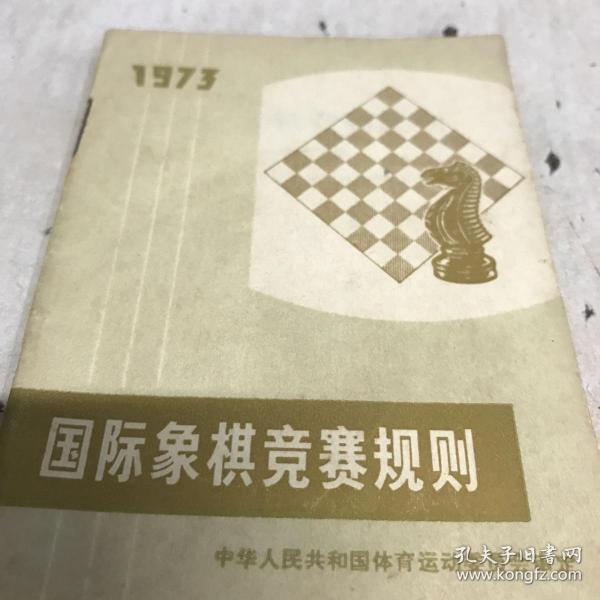 1973
国际象棋竞赛规则
中华人民共和国体育运动
孔夫子旧书网
www.kongfz.com